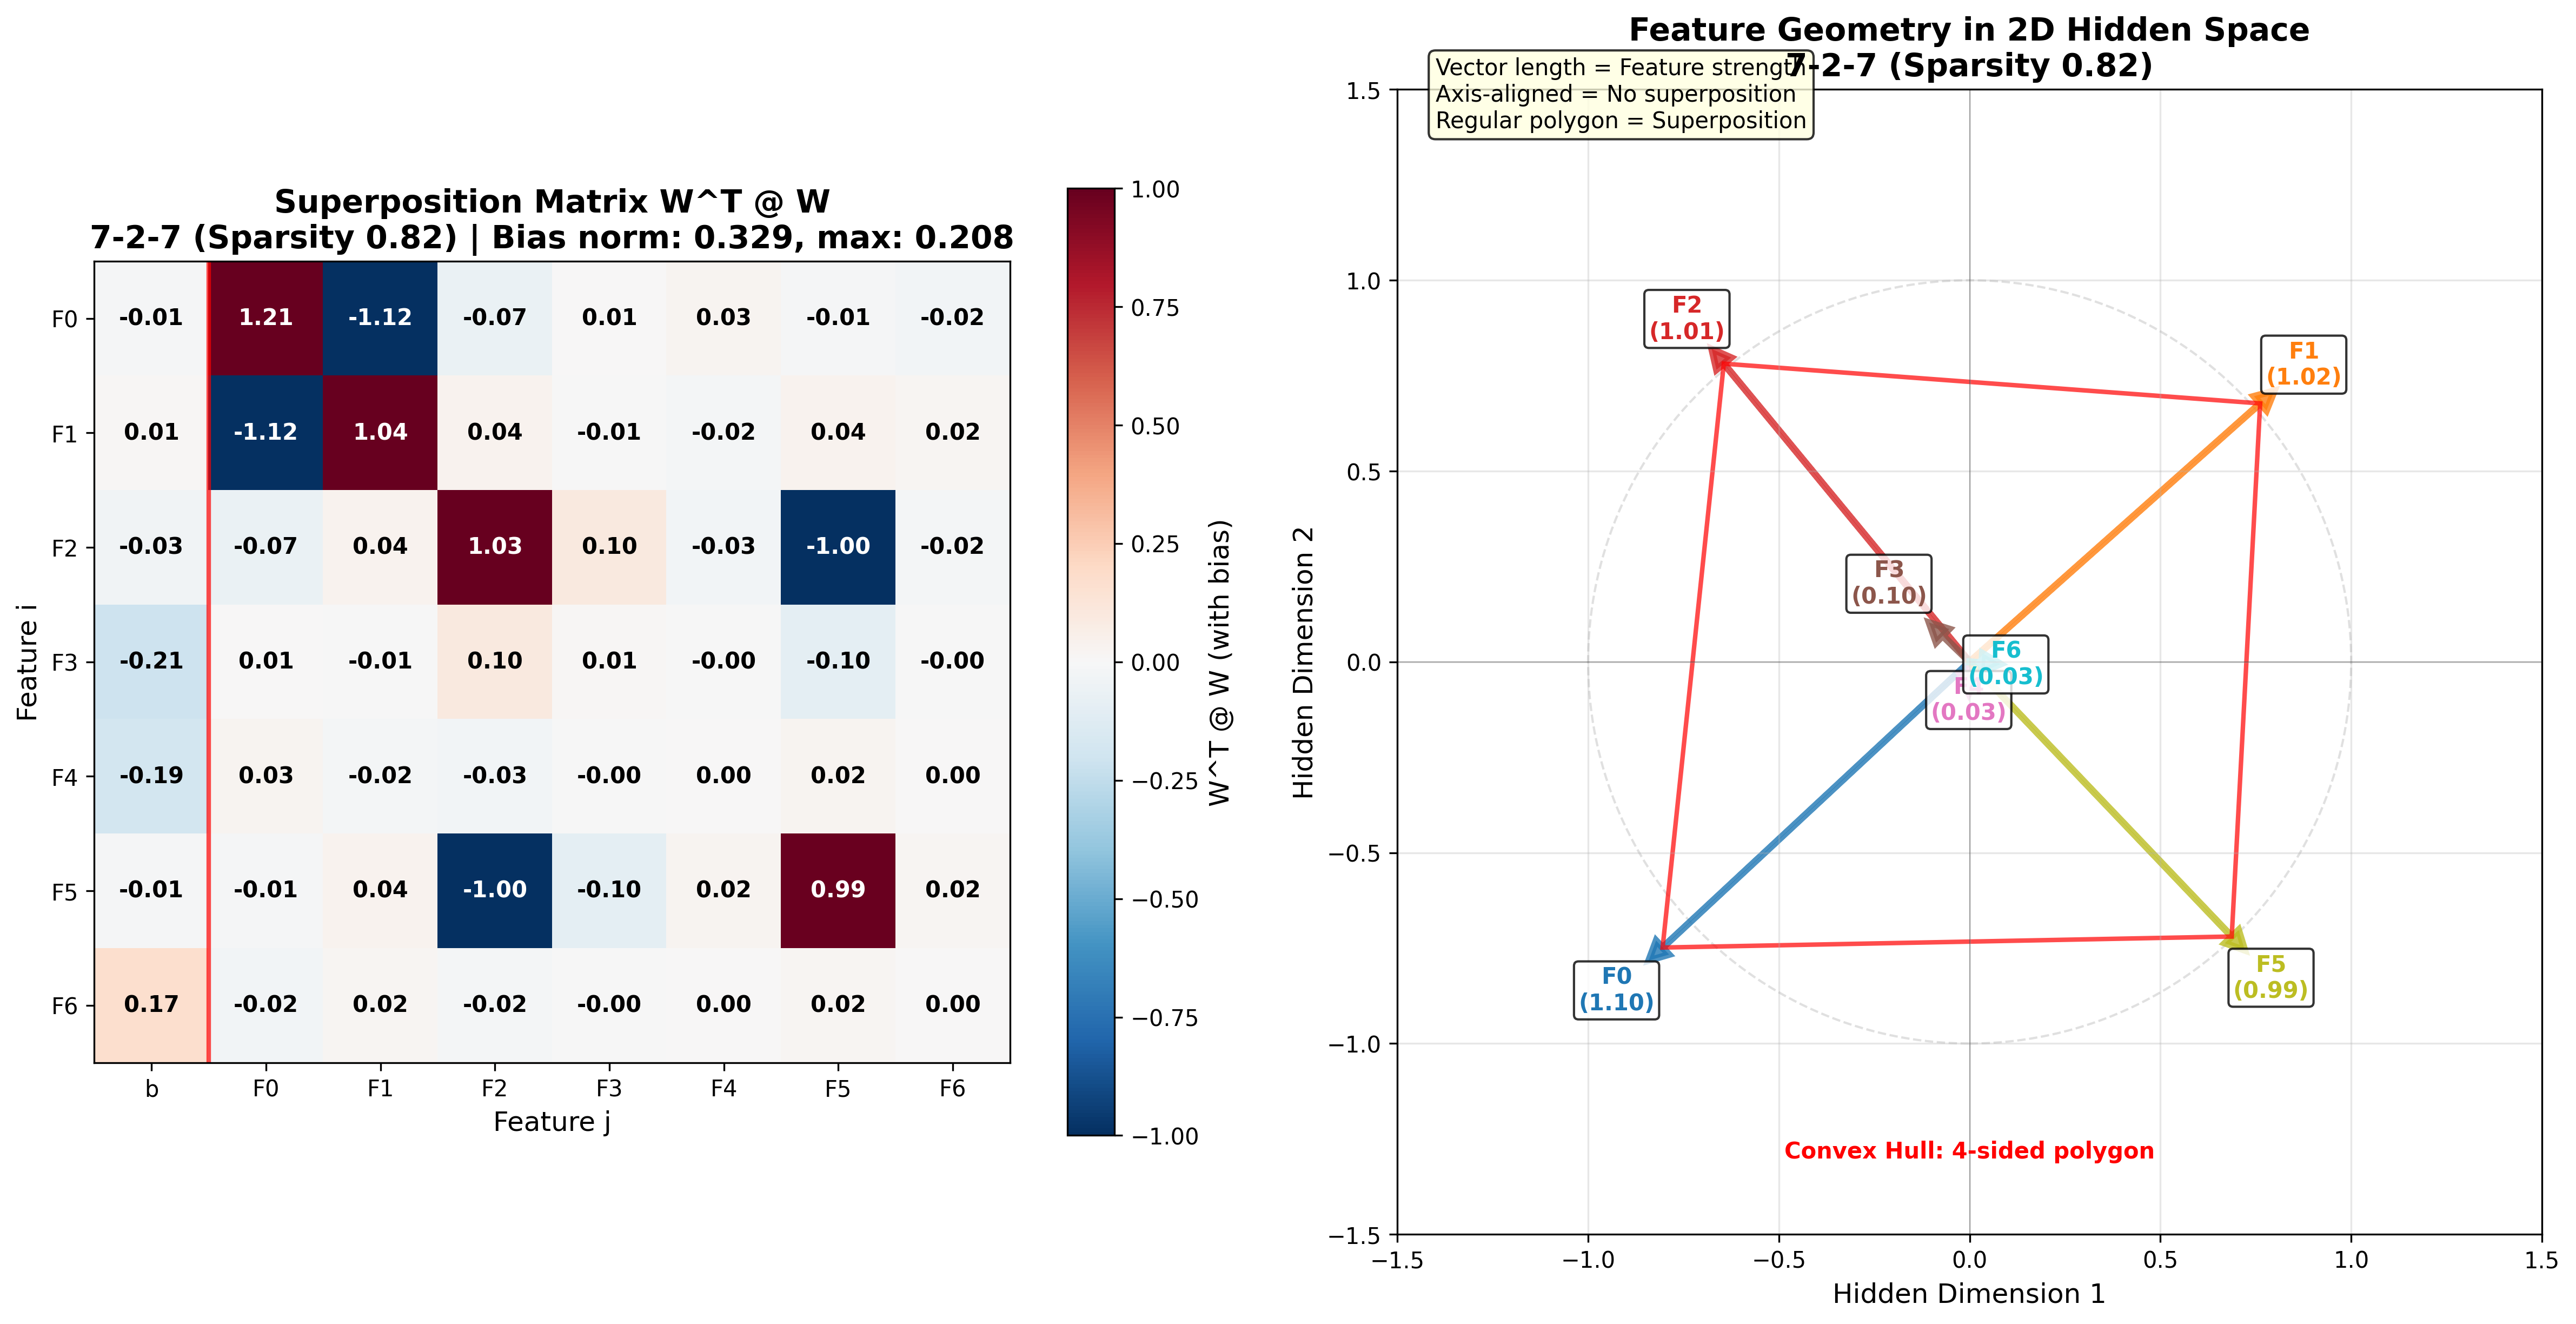 Superposition Matrix W^T @ W
7-2-7 (Sparsity 0.82) | Bias norm: 0.329, max: 0.208
F0 -0.01 1.21 -1.12 -0.07 0.01 0.03 -0.01 -0.02
F1 0.01 -1.12 1.04 0.04 -0.01 -0.02 0.04 0.02
F2 -0.03 -0.07 0.04 1.03 0.10 -0.03 -1.00 -0.02
F3 -0.21 0.01 -0.01 0.10 0.01 -0.00 -0.10 -0.00
F4 -0.19 0.03 -0.02 -0.03 -0.00 0.00 0.02 0.00
F5 -0.01 -0.01 0.04 -1.00 -0.10 0.02 0.99 0.02
F6 0.17 -0.02 0.02 -0.02 -0.00 0.00 0.02 0.00
b F0 F1 F2 F3 F4 F5 F6
Feature j
Feature i
1.00
0.75
0.50
0.25
0.00
−0.25
−0.50
−0.75
−1.00
W^T @ W (with bias)
Feature Geometry in 2D Hidden Space
7-2-7 (Sparsity 0.82)
Vector length = Feature strength
Axis-aligned = No superposition
Regular polygon = Superposition
1.5
1.0
0.5
0.0
−0.5
−1.0
−1.5
Hidden Dimension 2
F2
(1.01)
F1
(1.02)
F3
(0.10)
F6
(0.03)
(0.03)
F0
(1.10)
F5
(0.99)
Convex Hull: 4-sided polygon
−1.5 −1.0 −0.5 0.0 0.5 1.0 1.5
Hidden Dimension 1